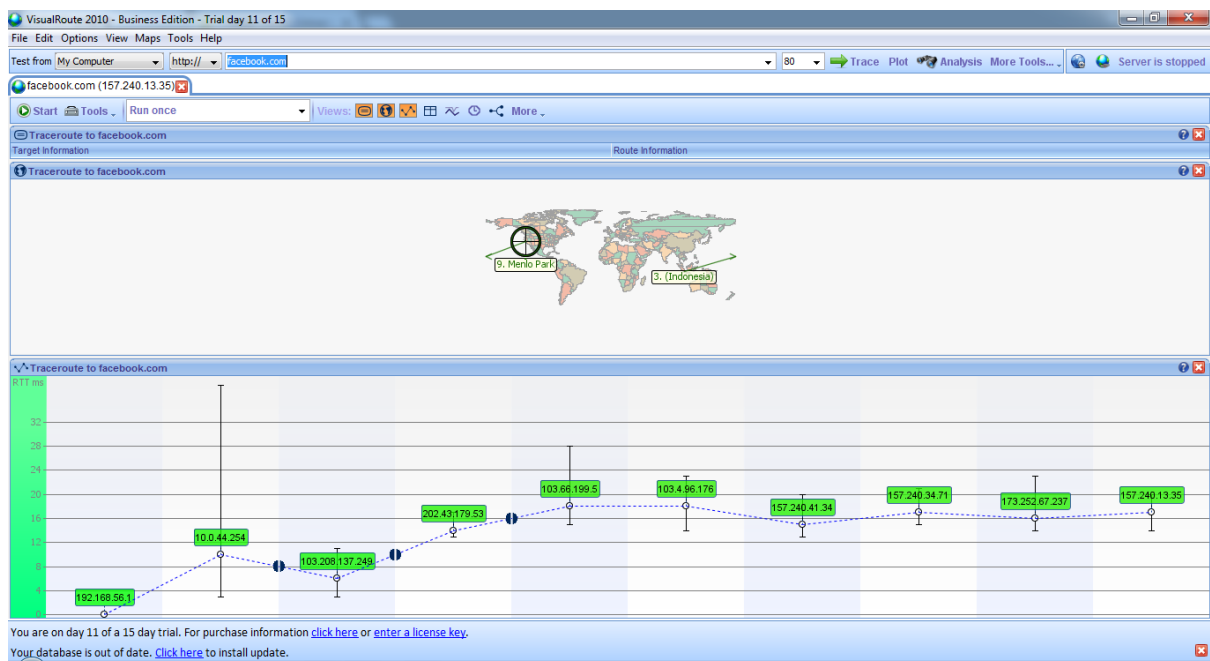 VisualRoute 2010 - Business Edition - Trial day 11 of 15
File Edit Options View Maps Tools Help
Test from My Computer http:// facebook.com 80 Trace Plot Analysis More Tools... Server is stopped
facebook.com (157.240.13.35)
Start Tools Run once Views: More
Traceroute to facebook.com
Target Information Route Information
Traceroute to facebook.com
9. Menlo Park
3. (Indonesia)
Traceroute to facebook.com
RTT ms
32
28
24
20
16
12
8
4
0
192.168.56.1
10.0.44.254
103.208.137.249
202.43.179.53
103.66.199.5
103.4.96.176
157.240.41.34
157.240.34.71
173.252.67.237
157.240.13.35
You are on day 11 of a 15 day trial. For purchase information click here or enter a license key.
Your database is out of date. Click here to install update.